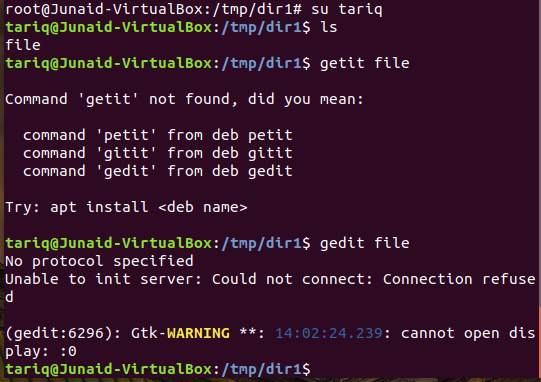 root@Junaid-VirtualBox:/tmp/dir1# su tariq
tariq@Junaid-VirtualBox:/tmp/dir1$ ls
file
tariq@Junaid-VirtualBox:/tmp/dir1$ getit file
Command 'getit' not found, did you mean:
command 'petit' from deb petit
command 'gitit' from deb gitit
command 'gedit' from deb gedit
Try: apt install <deb name>
tariq@Junaid-VirtualBox:/tmp/dir1$ gedit file
No protocol specified
Unable to init server: Could not connect: Connection refuse
d
(gedit:6296): Gtk-WARNING **: 14:02:24.239: cannot open dis
play: :0
tariq@Junaid-VirtualBox:/tmp/dir1$